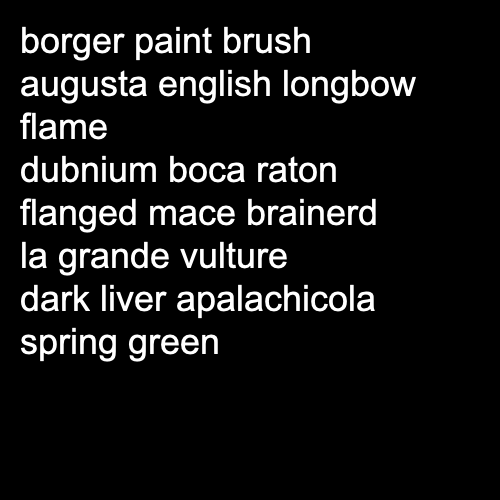 borger paint brush
augusta english longbow
flame
dubnium boca raton
flanged mace brainerd
la grande vulture
dark liver apalachicola
spring green